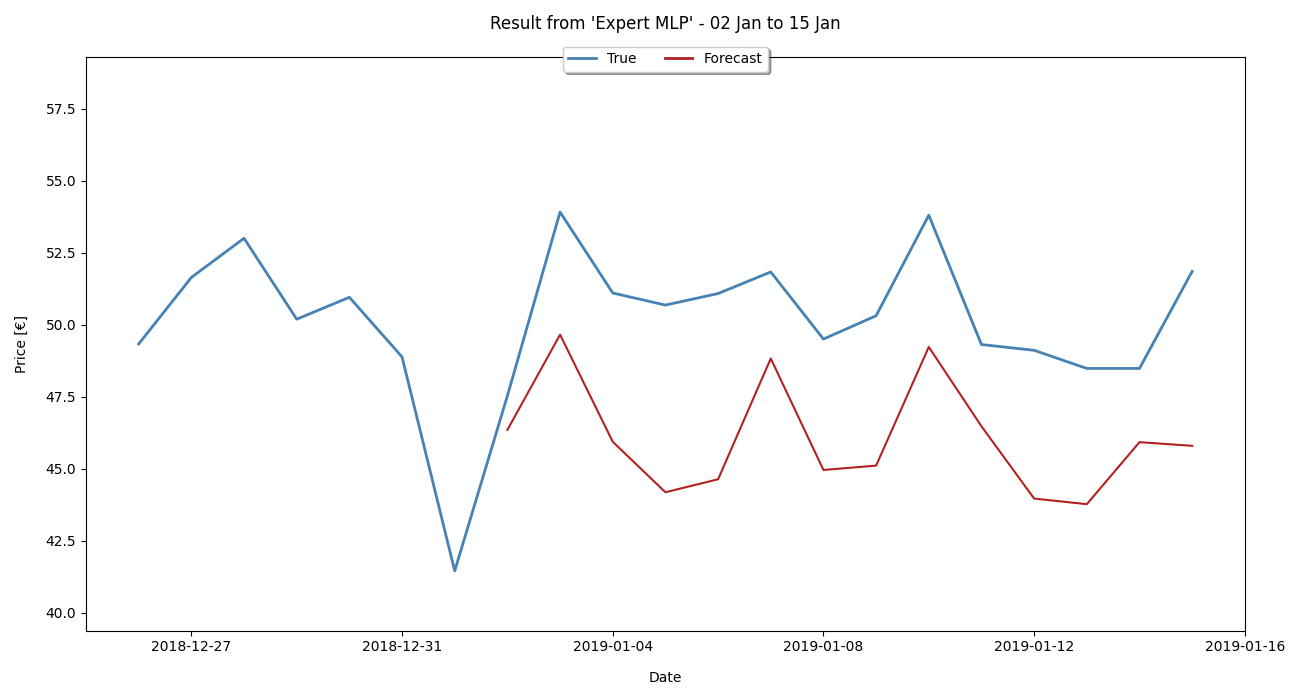 Result from 'Expert MLP' - 02 Jan to 15 Jan
True Forecast
57.5
55.0
52.5
50.0
47.5
45.0
42.5
40.0
Price [€]
2018-12-27 2018-12-31 2019-01-04 2019-01-08 2019-01-12 2019-01-16
Date